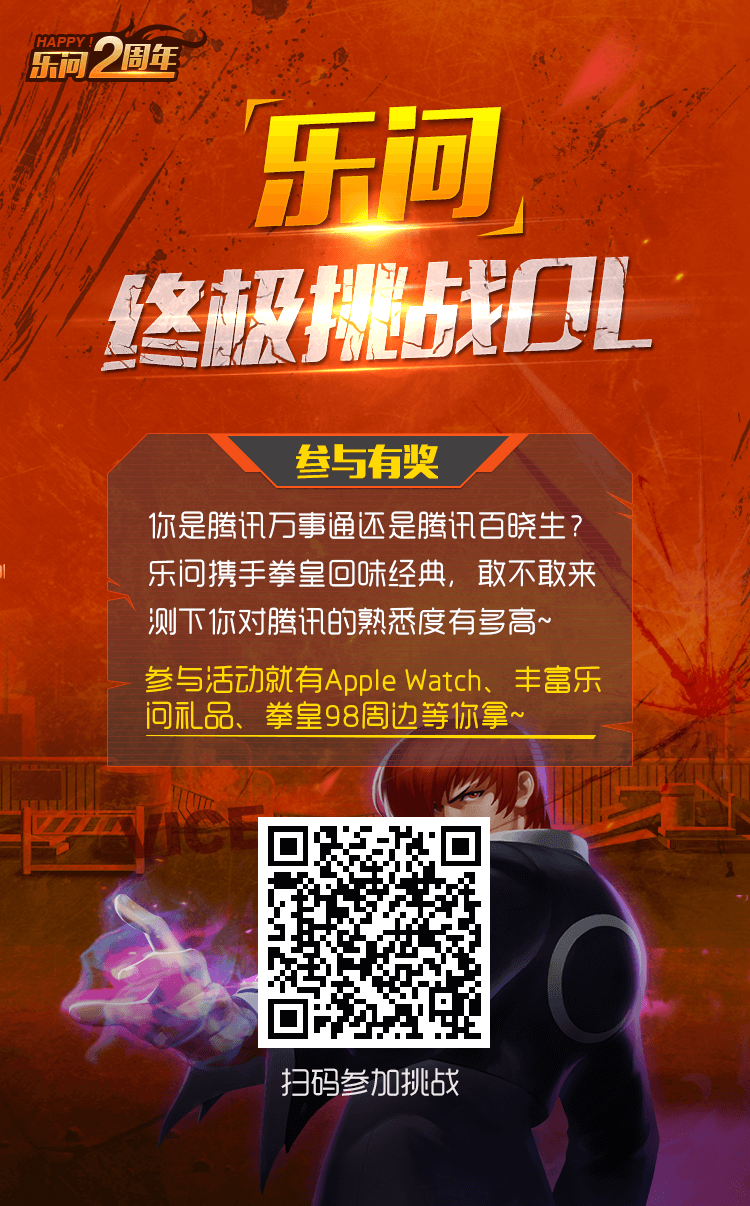 HAPPY!
乐问2周年
「乐问」
终极挑战OL
参与有奖
你是腾讯万事通还是腾讯百晓生?
乐问携手拳皇回味经典,敢不敢来
测下你对腾讯的熟悉度有多高~
参与活动就有Apple Watch、丰富乐
问礼品、拳皇98周边等你拿~
VICE
扫码参加挑战